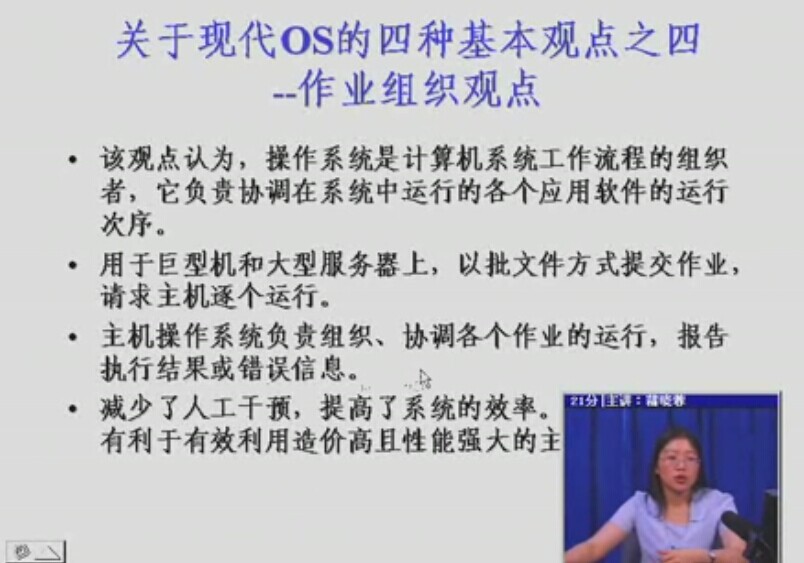 关于现代OS的四种基本观点之四
--作业组织观点
• 该观点认为，操作系统是计算机系统工作流程的组织
者，它负责协调在系统中运行的各个应用软件的运行
次序。
• 用于巨型机和大型服务器上，以批文件方式提交作业，
请求主机逐个运行。
• 主机操作系统负责组织、协调各个作业的运行，报告
执行结果或错误信息。
• 减少了人工干预，提高了系统的效率。
有利于有效利用造价高且性能强大的主
21分 主讲：蒲晓蓉